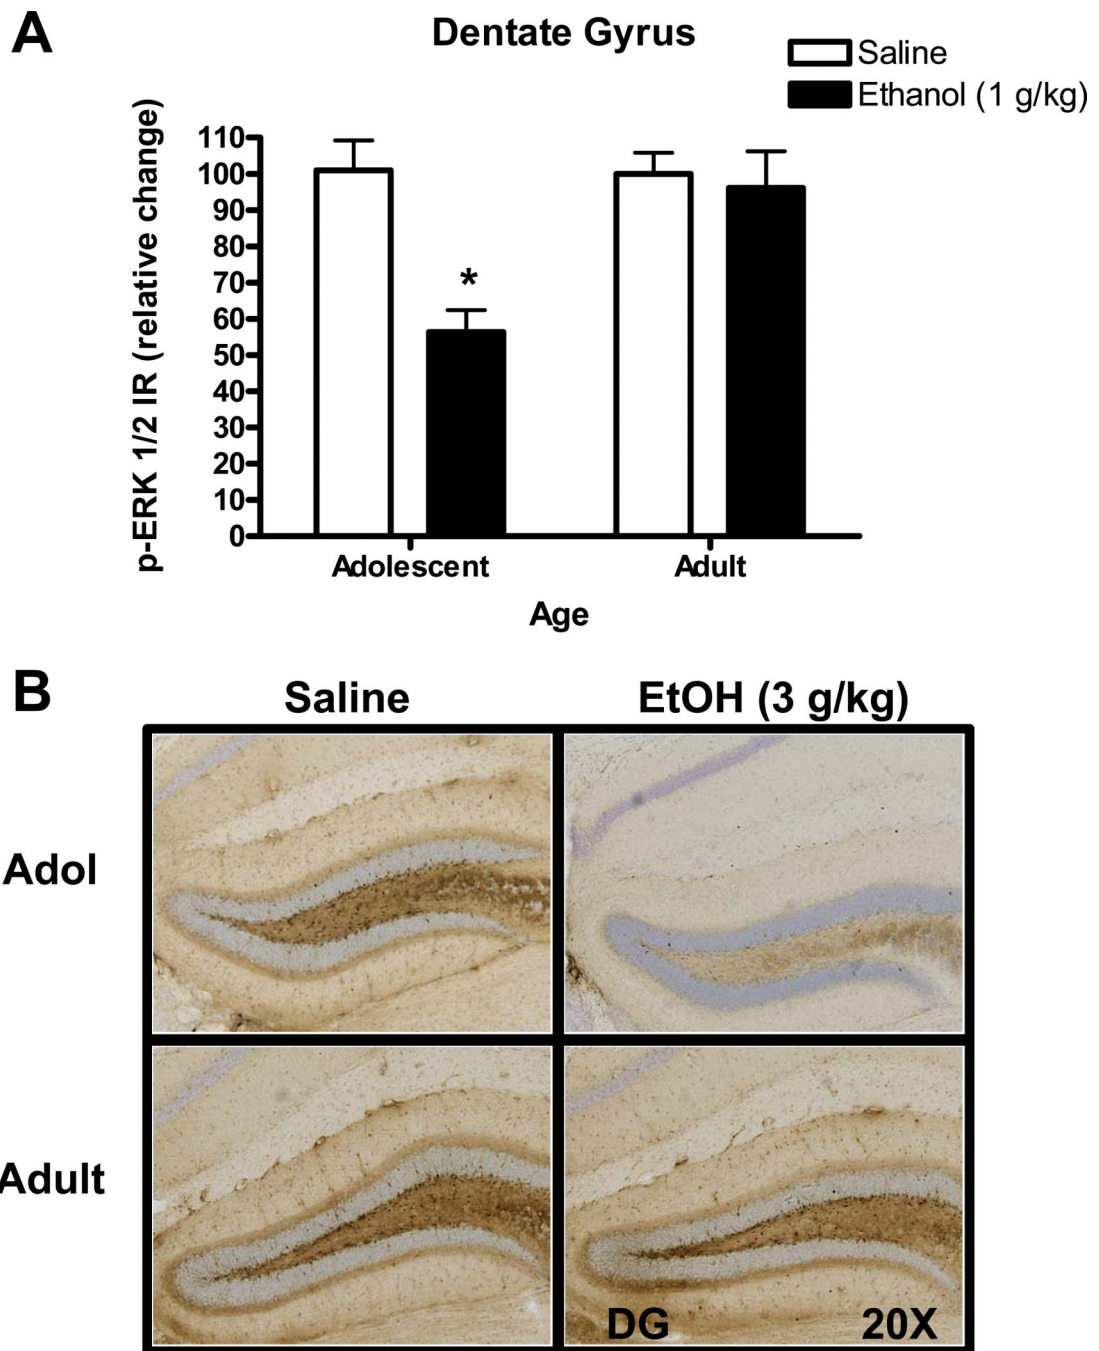 A
Dentate Gyrus
Saline
Ethanol (1 g/kg)
p-ERK 1/2 IR (relative change)
110
100
90
80
70
60
50
40
30
20
10
0
*
Adolescent
Adult
Age
B
Saline
EtOH (3 g/kg)
Adol
Adult
DG
20X